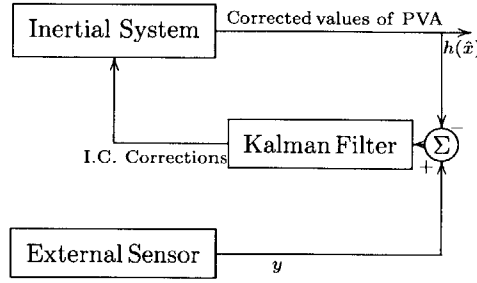 Corrected values of PVA
Inertial System
h(x̂)
−
Kalman Filter
Σ
I.C. Corrections
+
External Sensor
y